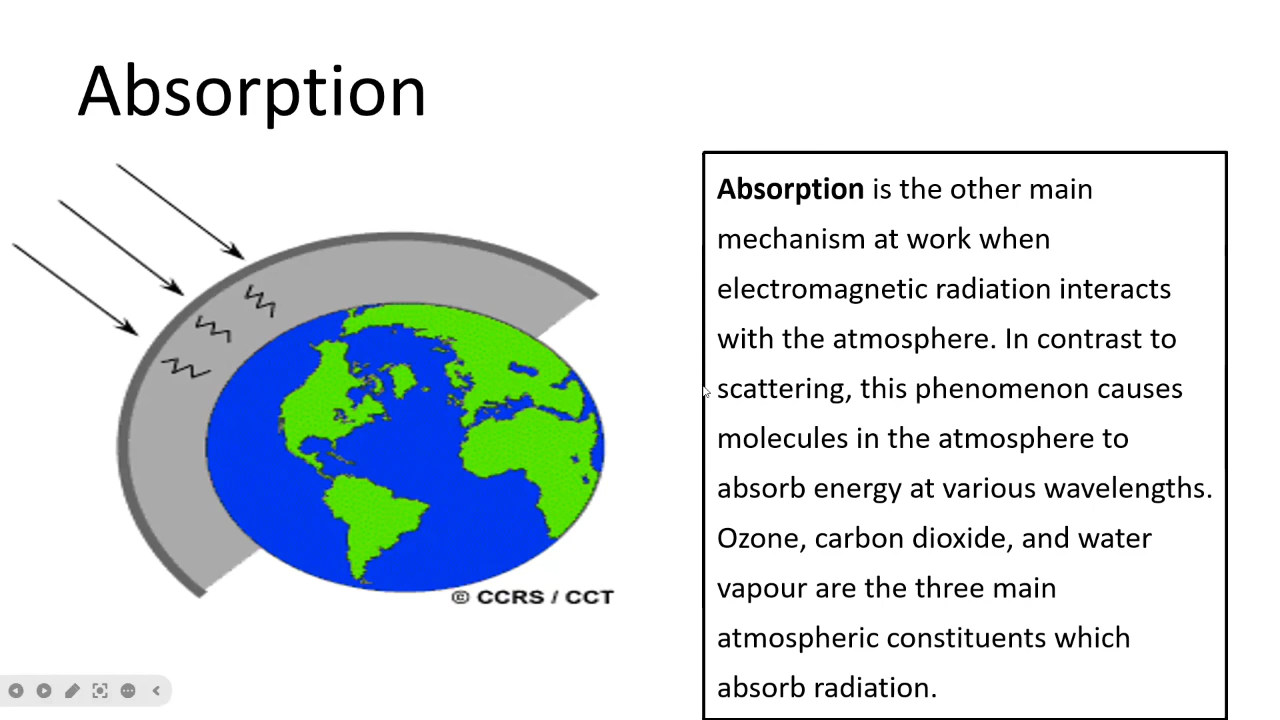 Absorption
Absorption is the other main
mechanism at work when
electromagnetic radiation interacts
with the atmosphere. In contrast to
scattering, this phenomenon causes
molecules in the atmosphere to
absorb energy at various wavelengths.
Ozone, carbon dioxide, and water
vapour are the three main
atmospheric constituents which
absorb radiation.
© CCRS / CCT